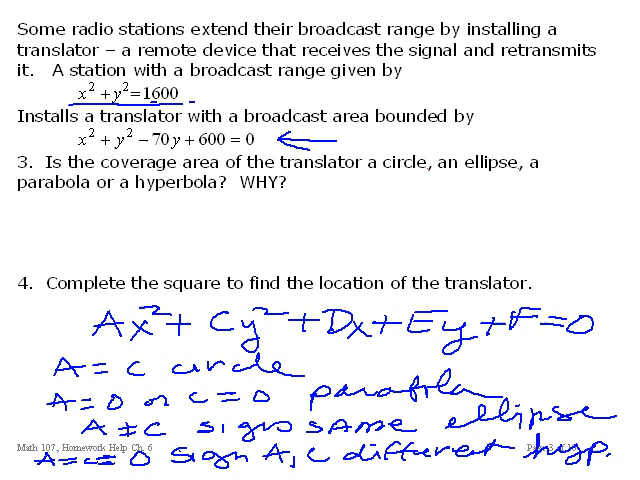 Some radio stations extend their broadcast range by installing a
translator – a remote device that receives the signal and retransmits
it.  A station with a broadcast range given by
x² + y² = 1600
Installs a translator with a broadcast area bounded by
x² + y² − 70y + 600 = 0
3.  Is the coverage area of the translator a circle, an ellipse, a
parabola or a hyperbola?  WHY?
4.  Complete the square to find the location of the translator.
Ax² + Cy² + Dx + Ey + F = 0
A = C circle
A = 0 or C = 0 parabola
A ≠ C signs same ellipse
Math 107, Homework Help Ch. 6
A = C = 0 sign A, C different hyp.